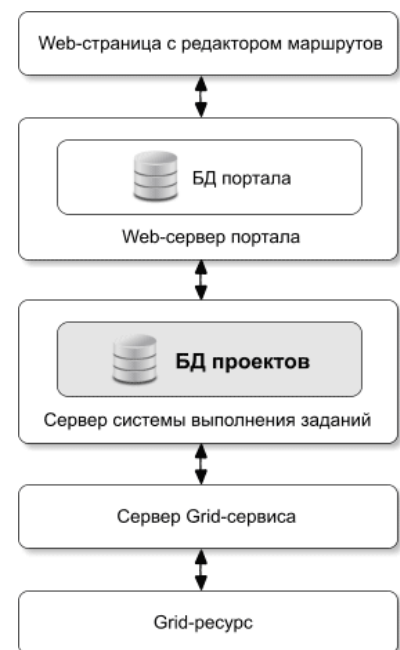 Web-страница с редактором маршрутов
БД портала
Web-сервер портала
БД проектов
Сервер системы выполнения заданий
Сервер Grid-сервиса
Grid-ресурс